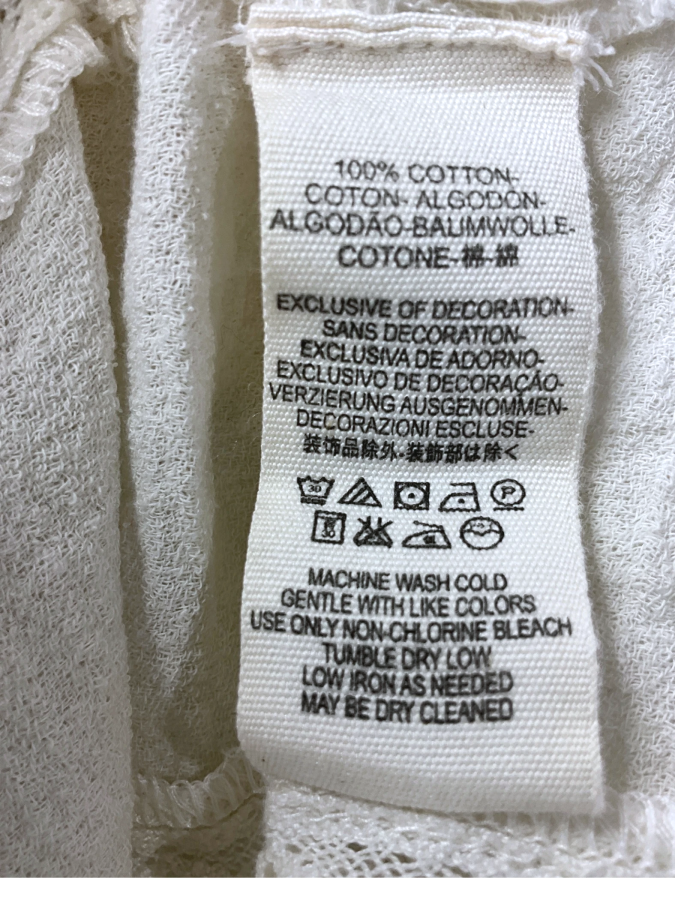 100% COTTON-
COTON- ALGODÓN-
ALGODÃO-BAUMWOLLE-
COTONE-棉-綿
EXCLUSIVE OF DECORATION-
SANS DECORATION-
EXCLUSIVA DE ADORNO-
EXCLUSIVO DE DECORAÇÃO-
VERZIERUNG AUSGENOMMEN-
DECORAZIONI ESCLUSE-
装饰品除外-装飾部は除く
30
P
30
MACHINE WASH COLD
GENTLE WITH LIKE COLORS
USE ONLY NON-CHLORINE BLEACH
TUMBLE DRY LOW
LOW IRON AS NEEDED
MAY BE DRY CLEANED